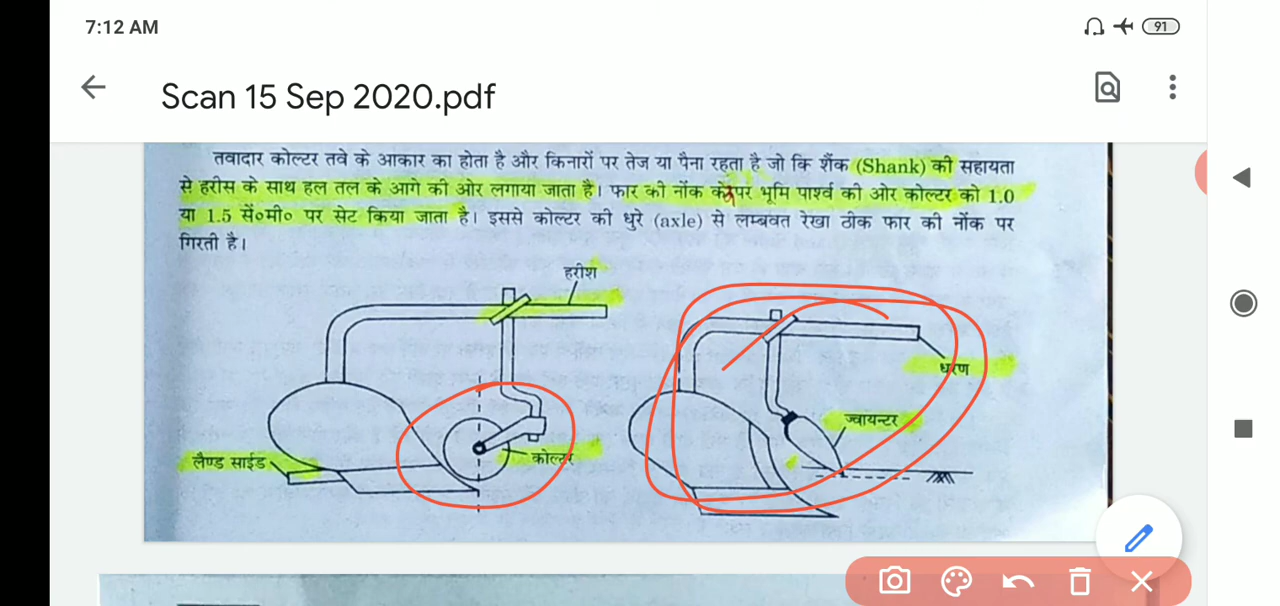 7:12 AM
91
Scan 15 Sep 2020.pdf
तवादार कोल्टर तवे के आकार का होता है और किनारों पर तेज या पैना रहता है जो कि शैंक (Shank) की सहायता
से हरीस के साथ हल तल के आगे की ओर लगाया जाता है। फार की नोंक के पर भूमि पार्श्व की ओर कोल्टर को 1.0
या 1.5 सें०मी० पर सेट किया जाता है। इससे कोल्टर की धुरे (axle) से लम्बवत रेखा ठीक फार की नोंक पर
गिरती है।
हरीश
धरण
ज्वायन्टर
लैण्ड साईड
कोल्टर